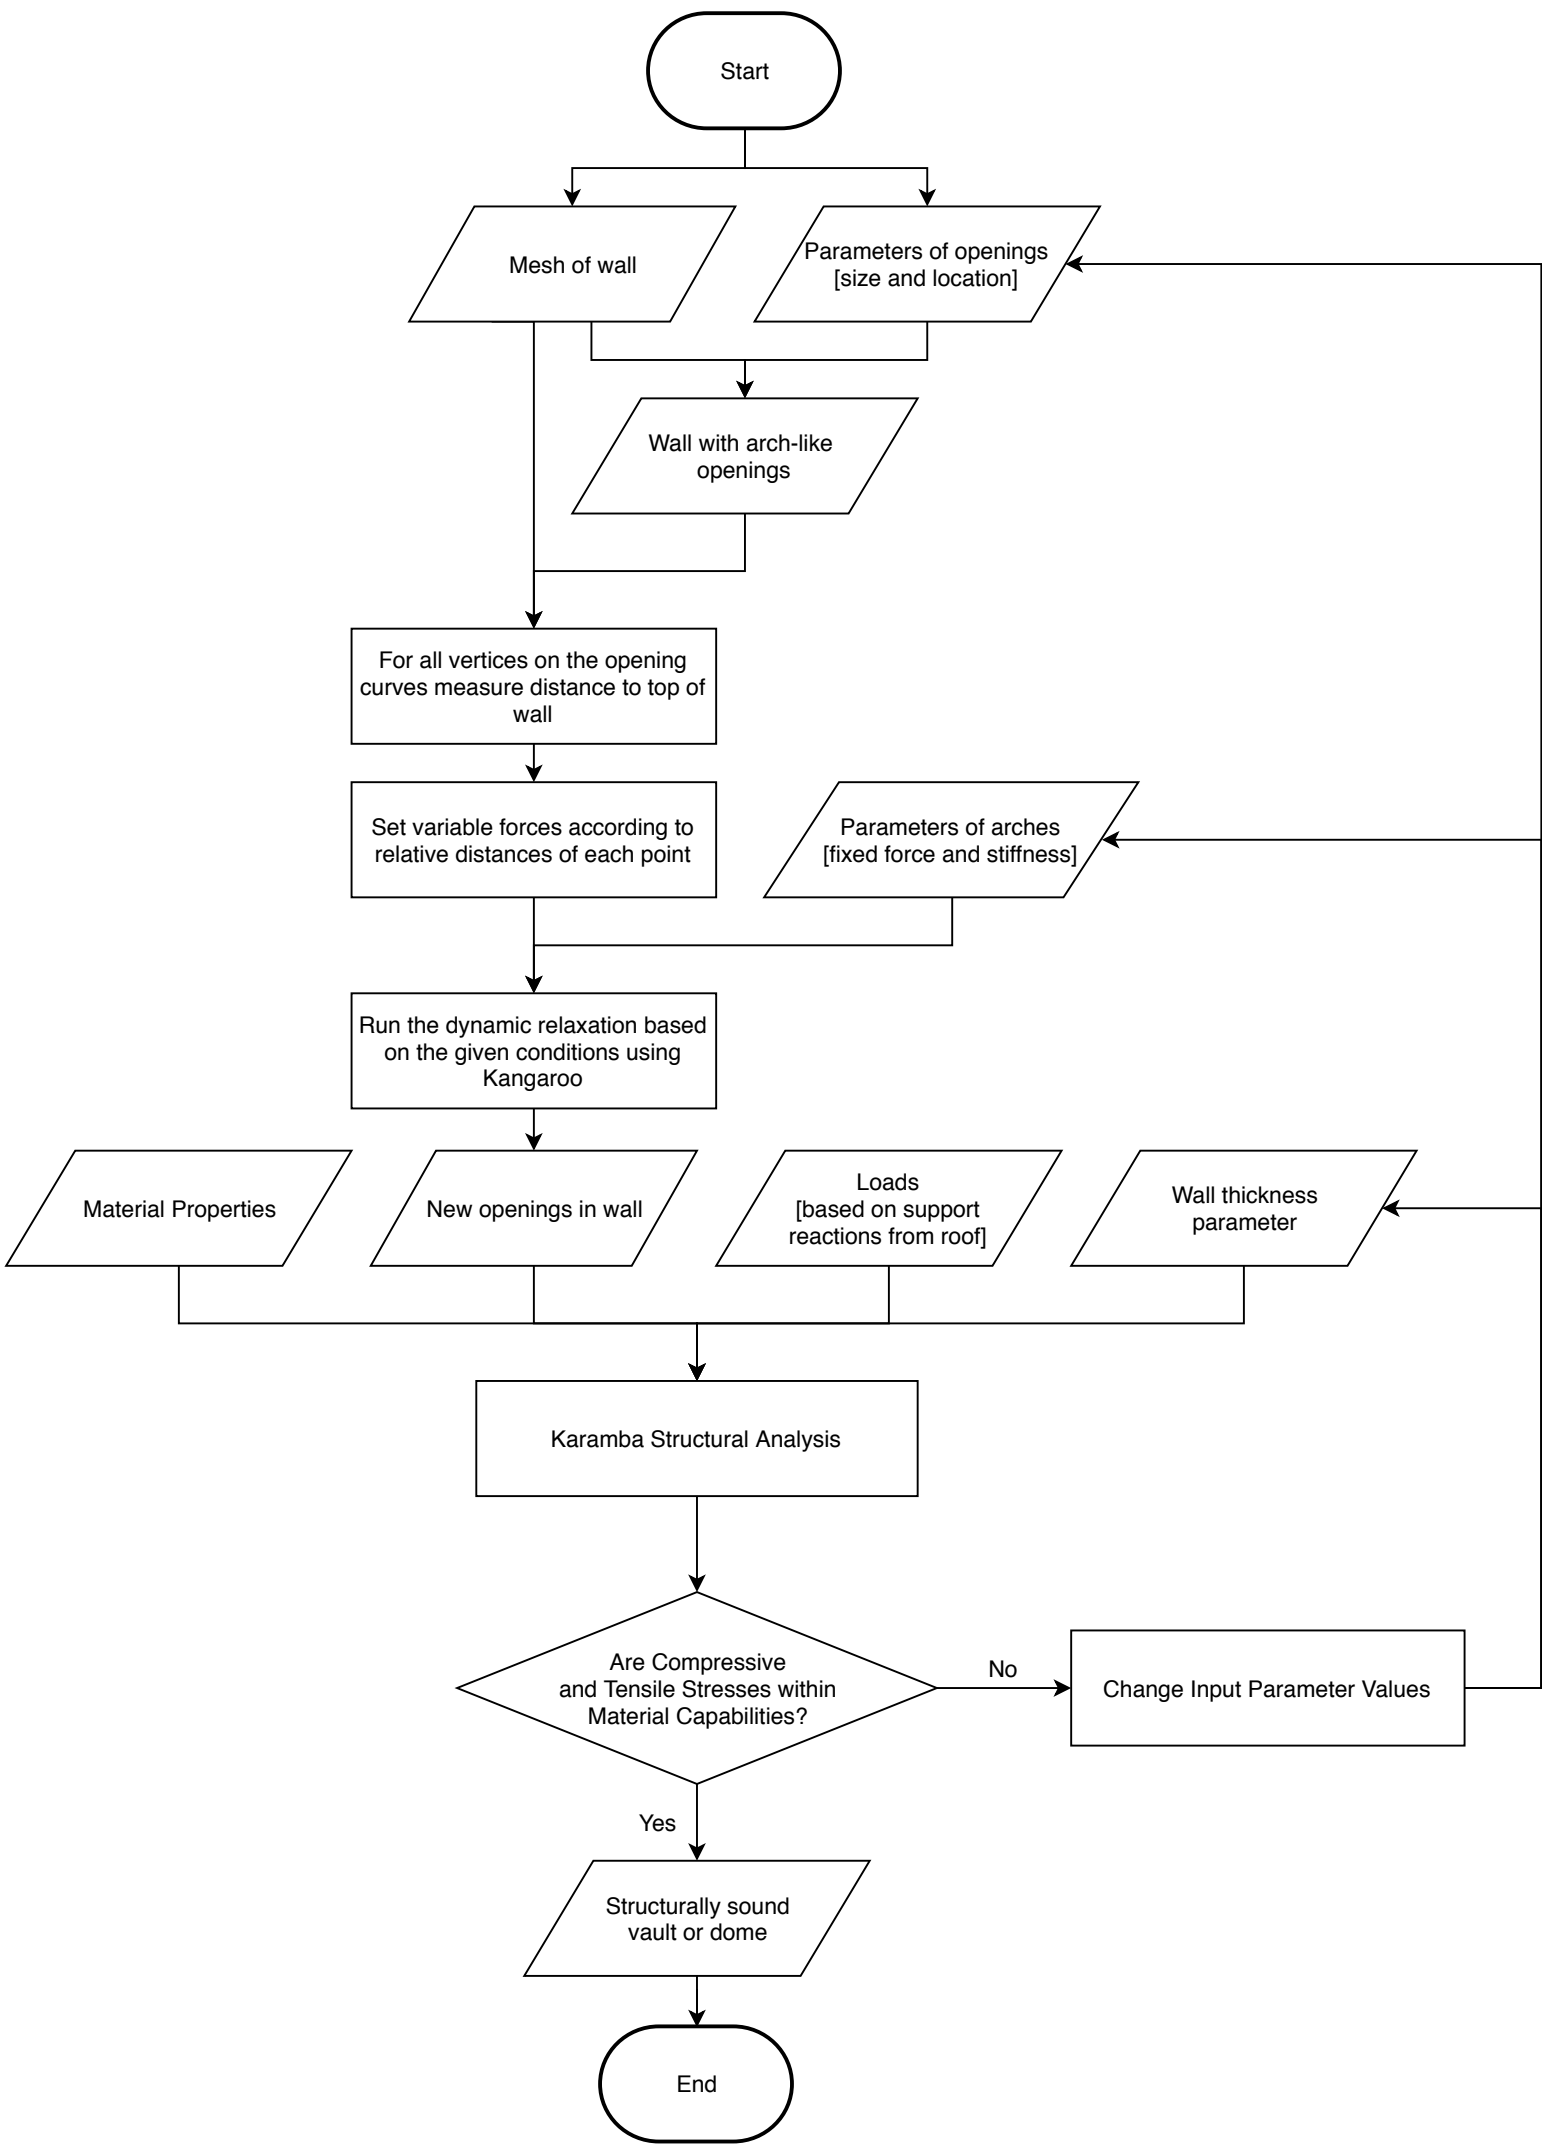 Start
Mesh of wall
Parameters of openings
[size and location]
Wall with arch-like
openings
For all vertices on the opening
curves measure distance to top of
wall
Set variable forces according to
relative distances of each point
Parameters of arches
[fixed force and stiffness]
Run the dynamic relaxation based
on the given conditions using
Kangaroo
Material Properties
New openings in wall
Loads
[based on support
reactions from roof]
Wall thickness
parameter
Karamba Structural Analysis
Are Compressive
and Tensile Stresses within
Material Capabilities?
No
Change Input Parameter Values
Yes
Structurally sound
vault or dome
End